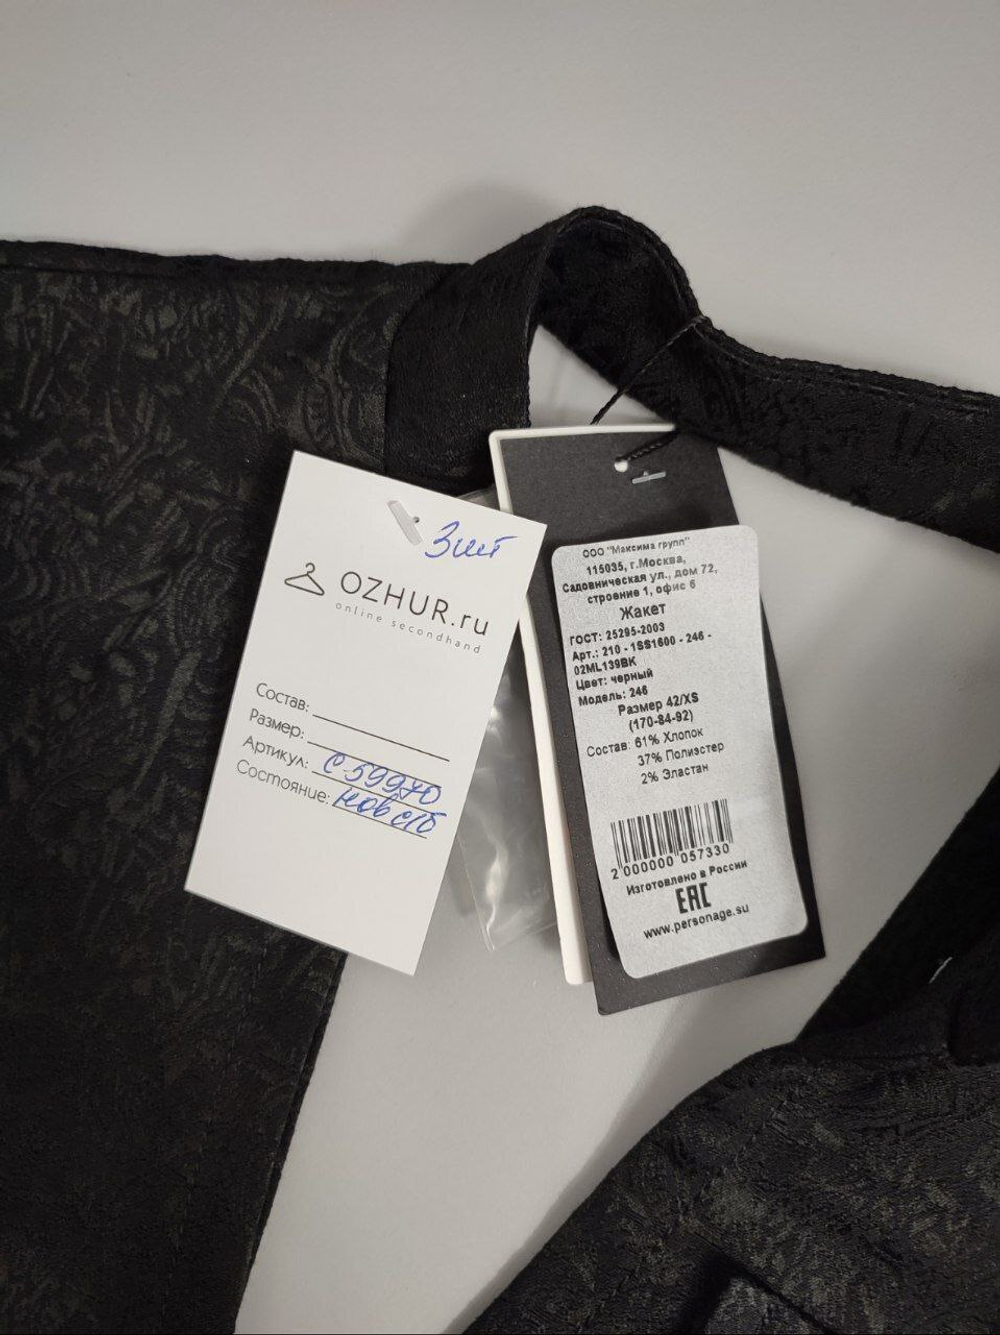 3шт
OZHUR.ru
online secondhand
Состав:
Размер:
Артикул: С-59970
Состояние: нов с/б
ООО "Максима групп"
115035, г.Москва,
Садовническая ул., дом 72,
строение 1, офис 6
Жакет
ГОСТ: 25295-2003
Арт.: 210 - 1SS1600 - 246 -
02ML139BK
Цвет: черный
Модель: 246
Размер 42/XS
(170-84-92)
Состав: 61% Хлопок
37% Полиэстер
2% Эластан
2 000000 057330
Изготовлено в России
EAC
www.personage.su